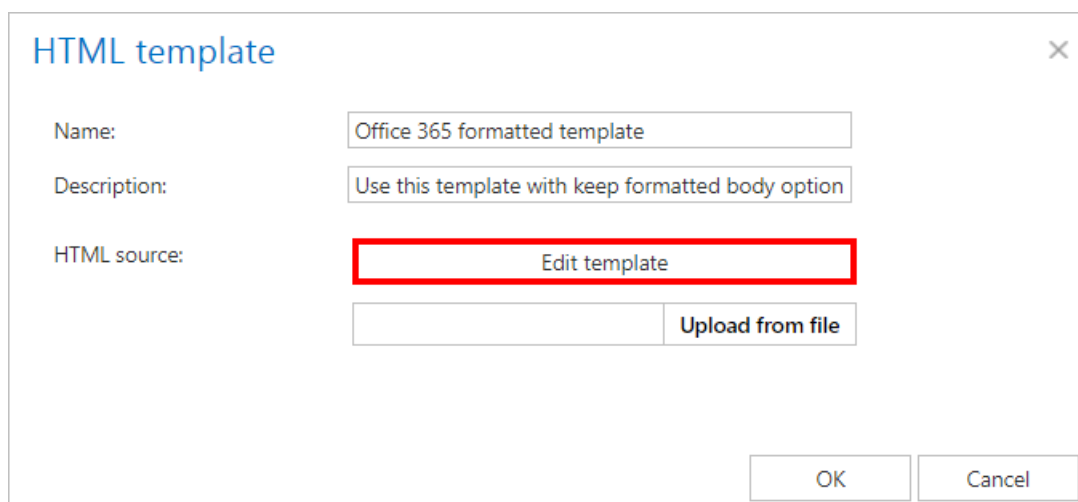 HTML template
Name:
Office 365 formatted template
Description:
Use this template with keep formatted body option
HTML source:
Edit template
Upload from file
OK
Cancel